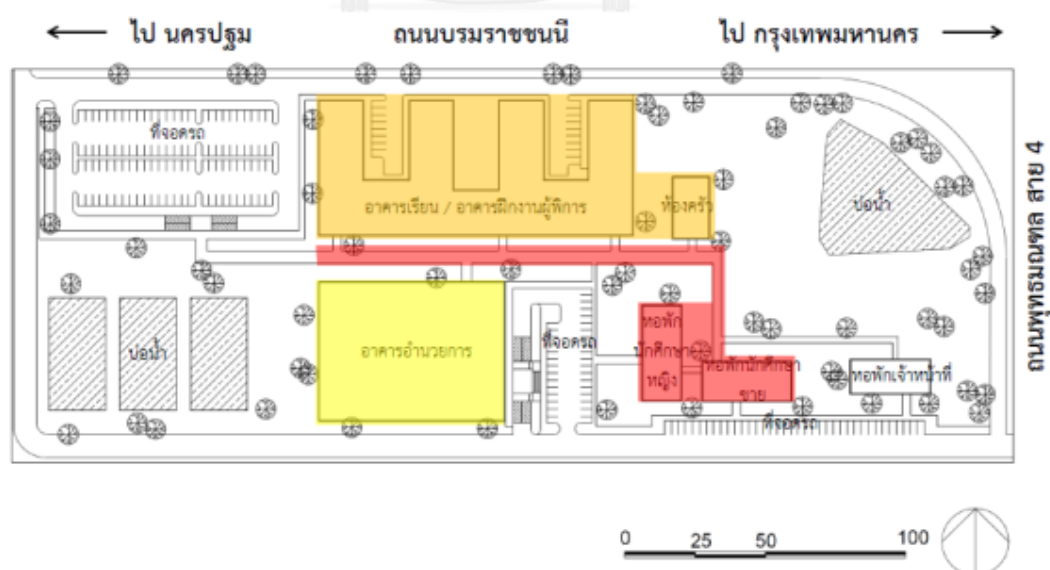 ไป นครปฐม
ถนนบรมราชชนนี
ไป กรุงเทพมหานคร
ที่จอดรถ
อาคารเรียน / อาคารฝึกงานผู้พิการ
ห้องครัว
บ่อน้ำ
ถนนพุทธมณฑล สาย 4
บ่อน้ำ
อาคารอำนวยการ
ที่จอดรถ
หอพัก
นักศึกษา
หญิง
หอพักนักศึกษา
ชาย
หอพักเจ้าหน้าที่
ที่จอดรถ
0 25 50 100